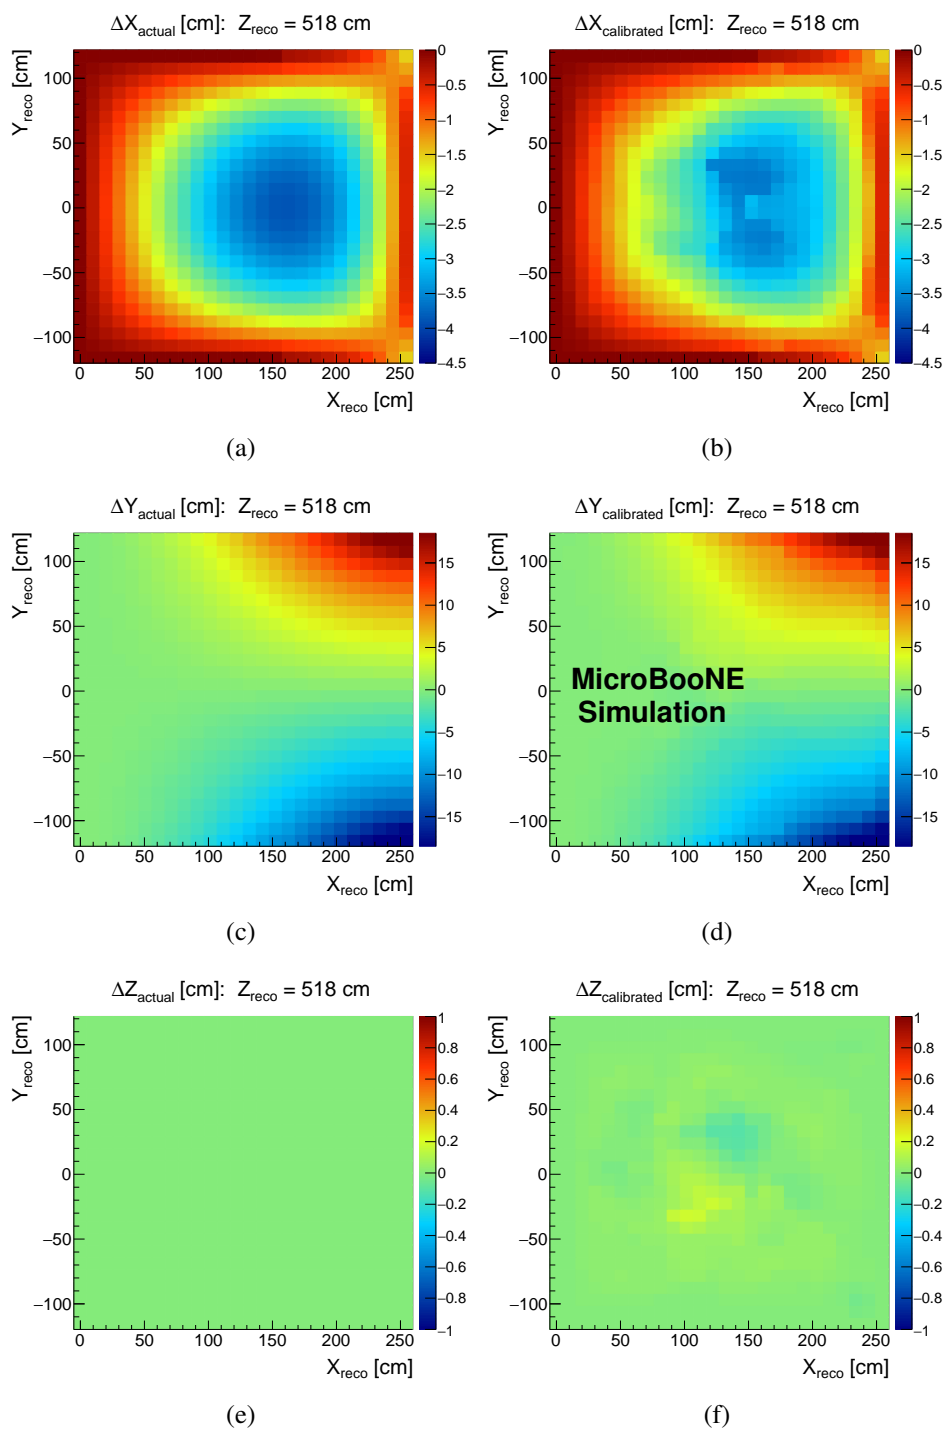 ΔX_actual [cm]: Z_reco = 518 cm
Y_reco [cm]
100
50
0
−50
−100
0 50 100 150 200 250
X_reco [cm]
0
−0.5
−1
−1.5
−2
−2.5
−3
−3.5
−4
−4.5
(a)
ΔX_calibrated [cm]: Z_reco = 518 cm
Y_reco [cm]
100
50
0
−50
−100
0 50 100 150 200 250
X_reco [cm]
0
−0.5
−1
−1.5
−2
−2.5
−3
−3.5
−4
−4.5
(b)
ΔY_actual [cm]: Z_reco = 518 cm
Y_reco [cm]
100
50
0
−50
−100
0 50 100 150 200 250
X_reco [cm]
15
10
5
0
−5
−10
−15
(c)
ΔY_calibrated [cm]: Z_reco = 518 cm
Y_reco [cm]
100
50
0
−50
−100
MicroBooNE
Simulation
0 50 100 150 200 250
X_reco [cm]
15
10
5
0
−5
−10
−15
(d)
ΔZ_actual [cm]: Z_reco = 518 cm
Y_reco [cm]
100
50
0
−50
−100
0 50 100 150 200 250
X_reco [cm]
1
0.8
0.6
0.4
0.2
0
−0.2
−0.4
−0.6
−0.8
−1
(e)
ΔZ_calibrated [cm]: Z_reco = 518 cm
Y_reco [cm]
100
50
0
−50
−100
0 50 100 150 200 250
X_reco [cm]
1
0.8
0.6
0.4
0.2
0
−0.2
−0.4
−0.6
−0.8
−1
(f)